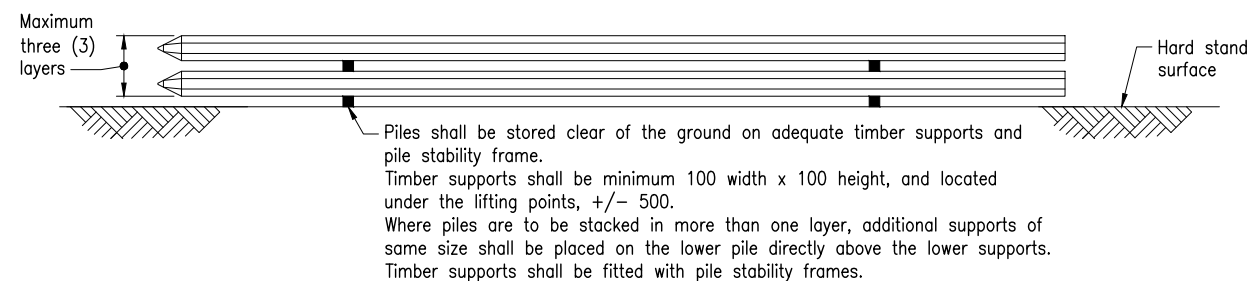 Maximum
three (3)
layers
Hard stand
surface
Piles shall be stored clear of the ground on adequate timber supports and
pile stability frame.
Timber supports shall be minimum 100 width x 100 height, and located
under the lifting points, +/- 500.
Where piles are to be stacked in more than one layer, additional supports of
same size shall be placed on the lower pile directly above the lower supports.
Timber supports shall be fitted with pile stability frames.